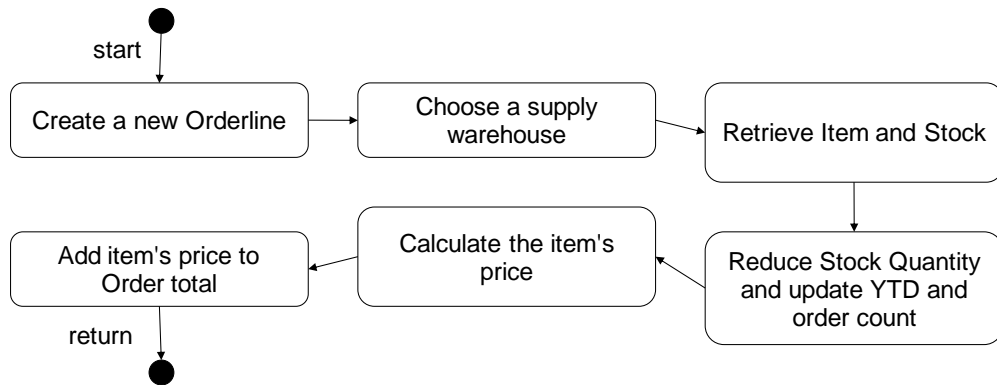 start
Create a new Orderline
Choose a supply
warehouse
Retrieve Item and Stock
Reduce Stock Quantity
and update YTD and
order count
Calculate the item's
price
Add item's price to
Order total
return